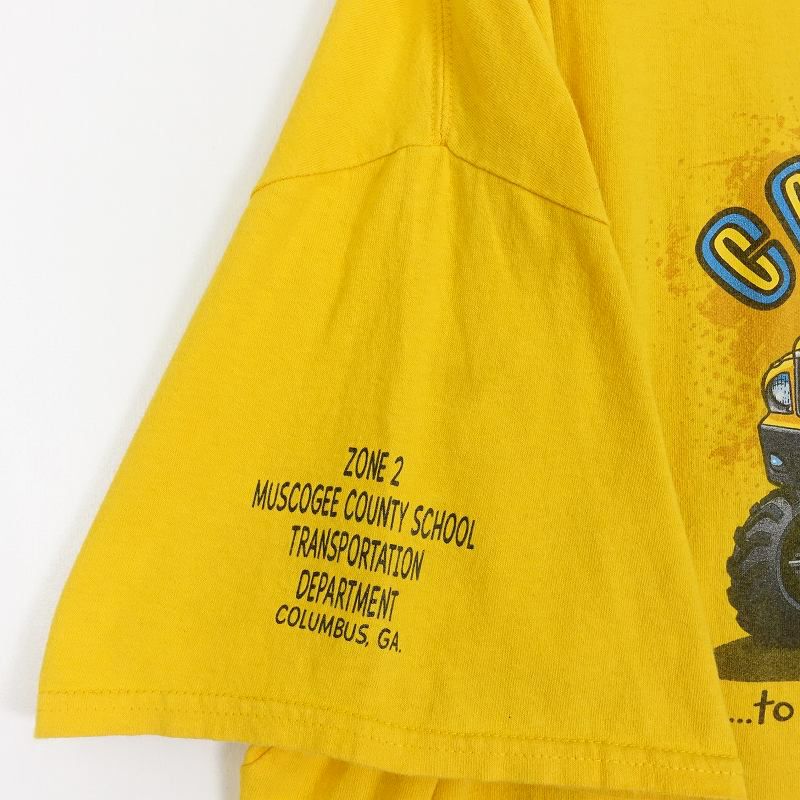 ZONE 2
MUSCOGEE COUNTY SCHOOL
TRANSPORTATION
DEPARTMENT
COLUMBUS, GA.
...to